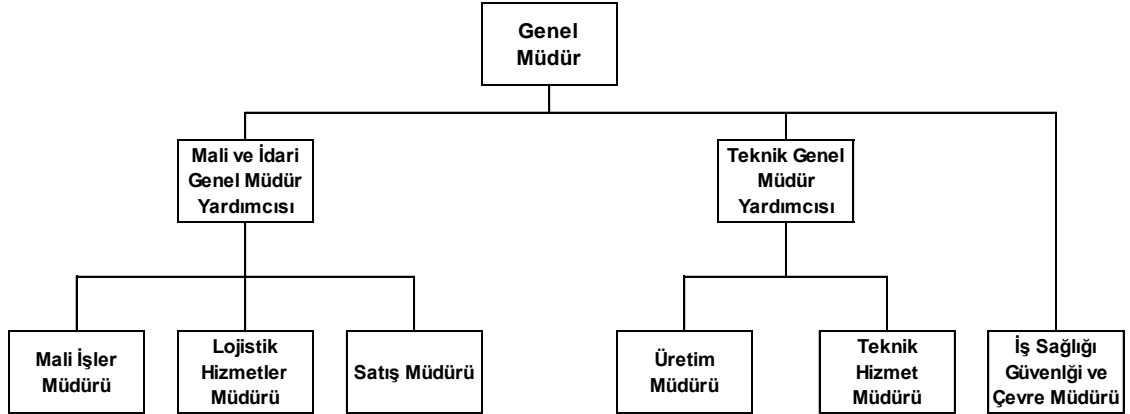 Genel
Müdür
Mali ve İdari
Genel Müdür
Yardımcısı
Teknik Genel
Müdür
Yardımcısı
Mali İşler
Müdürü
Lojistik
Hizmetler
Müdürü
Satış Müdürü
Üretim
Müdürü
Teknik
Hizmet
Müdürü
İş Sağlığı
Güvenlği ve
Çevre Müdürü